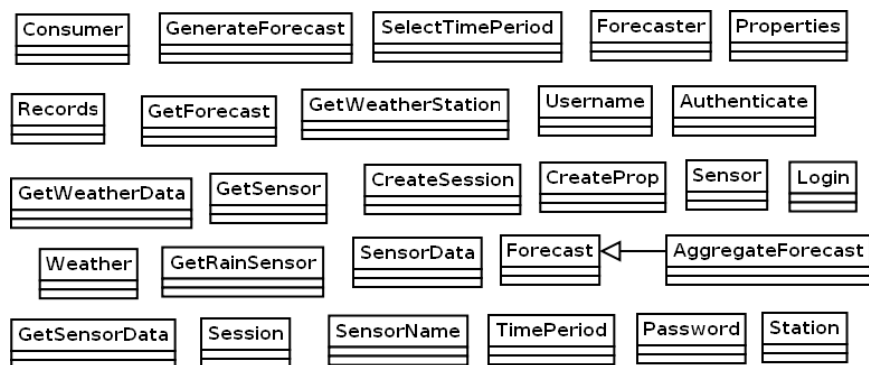 Consumer GenerateForecast SelectTimePeriod Forecaster Properties
Records GetForecast GetWeatherStation Username Authenticate
GetWeatherData GetSensor CreateSession CreateProp Sensor Login
Weather GetRainSensor SensorData Forecast AggregateForecast
GetSensorData Session SensorName TimePeriod Password Station